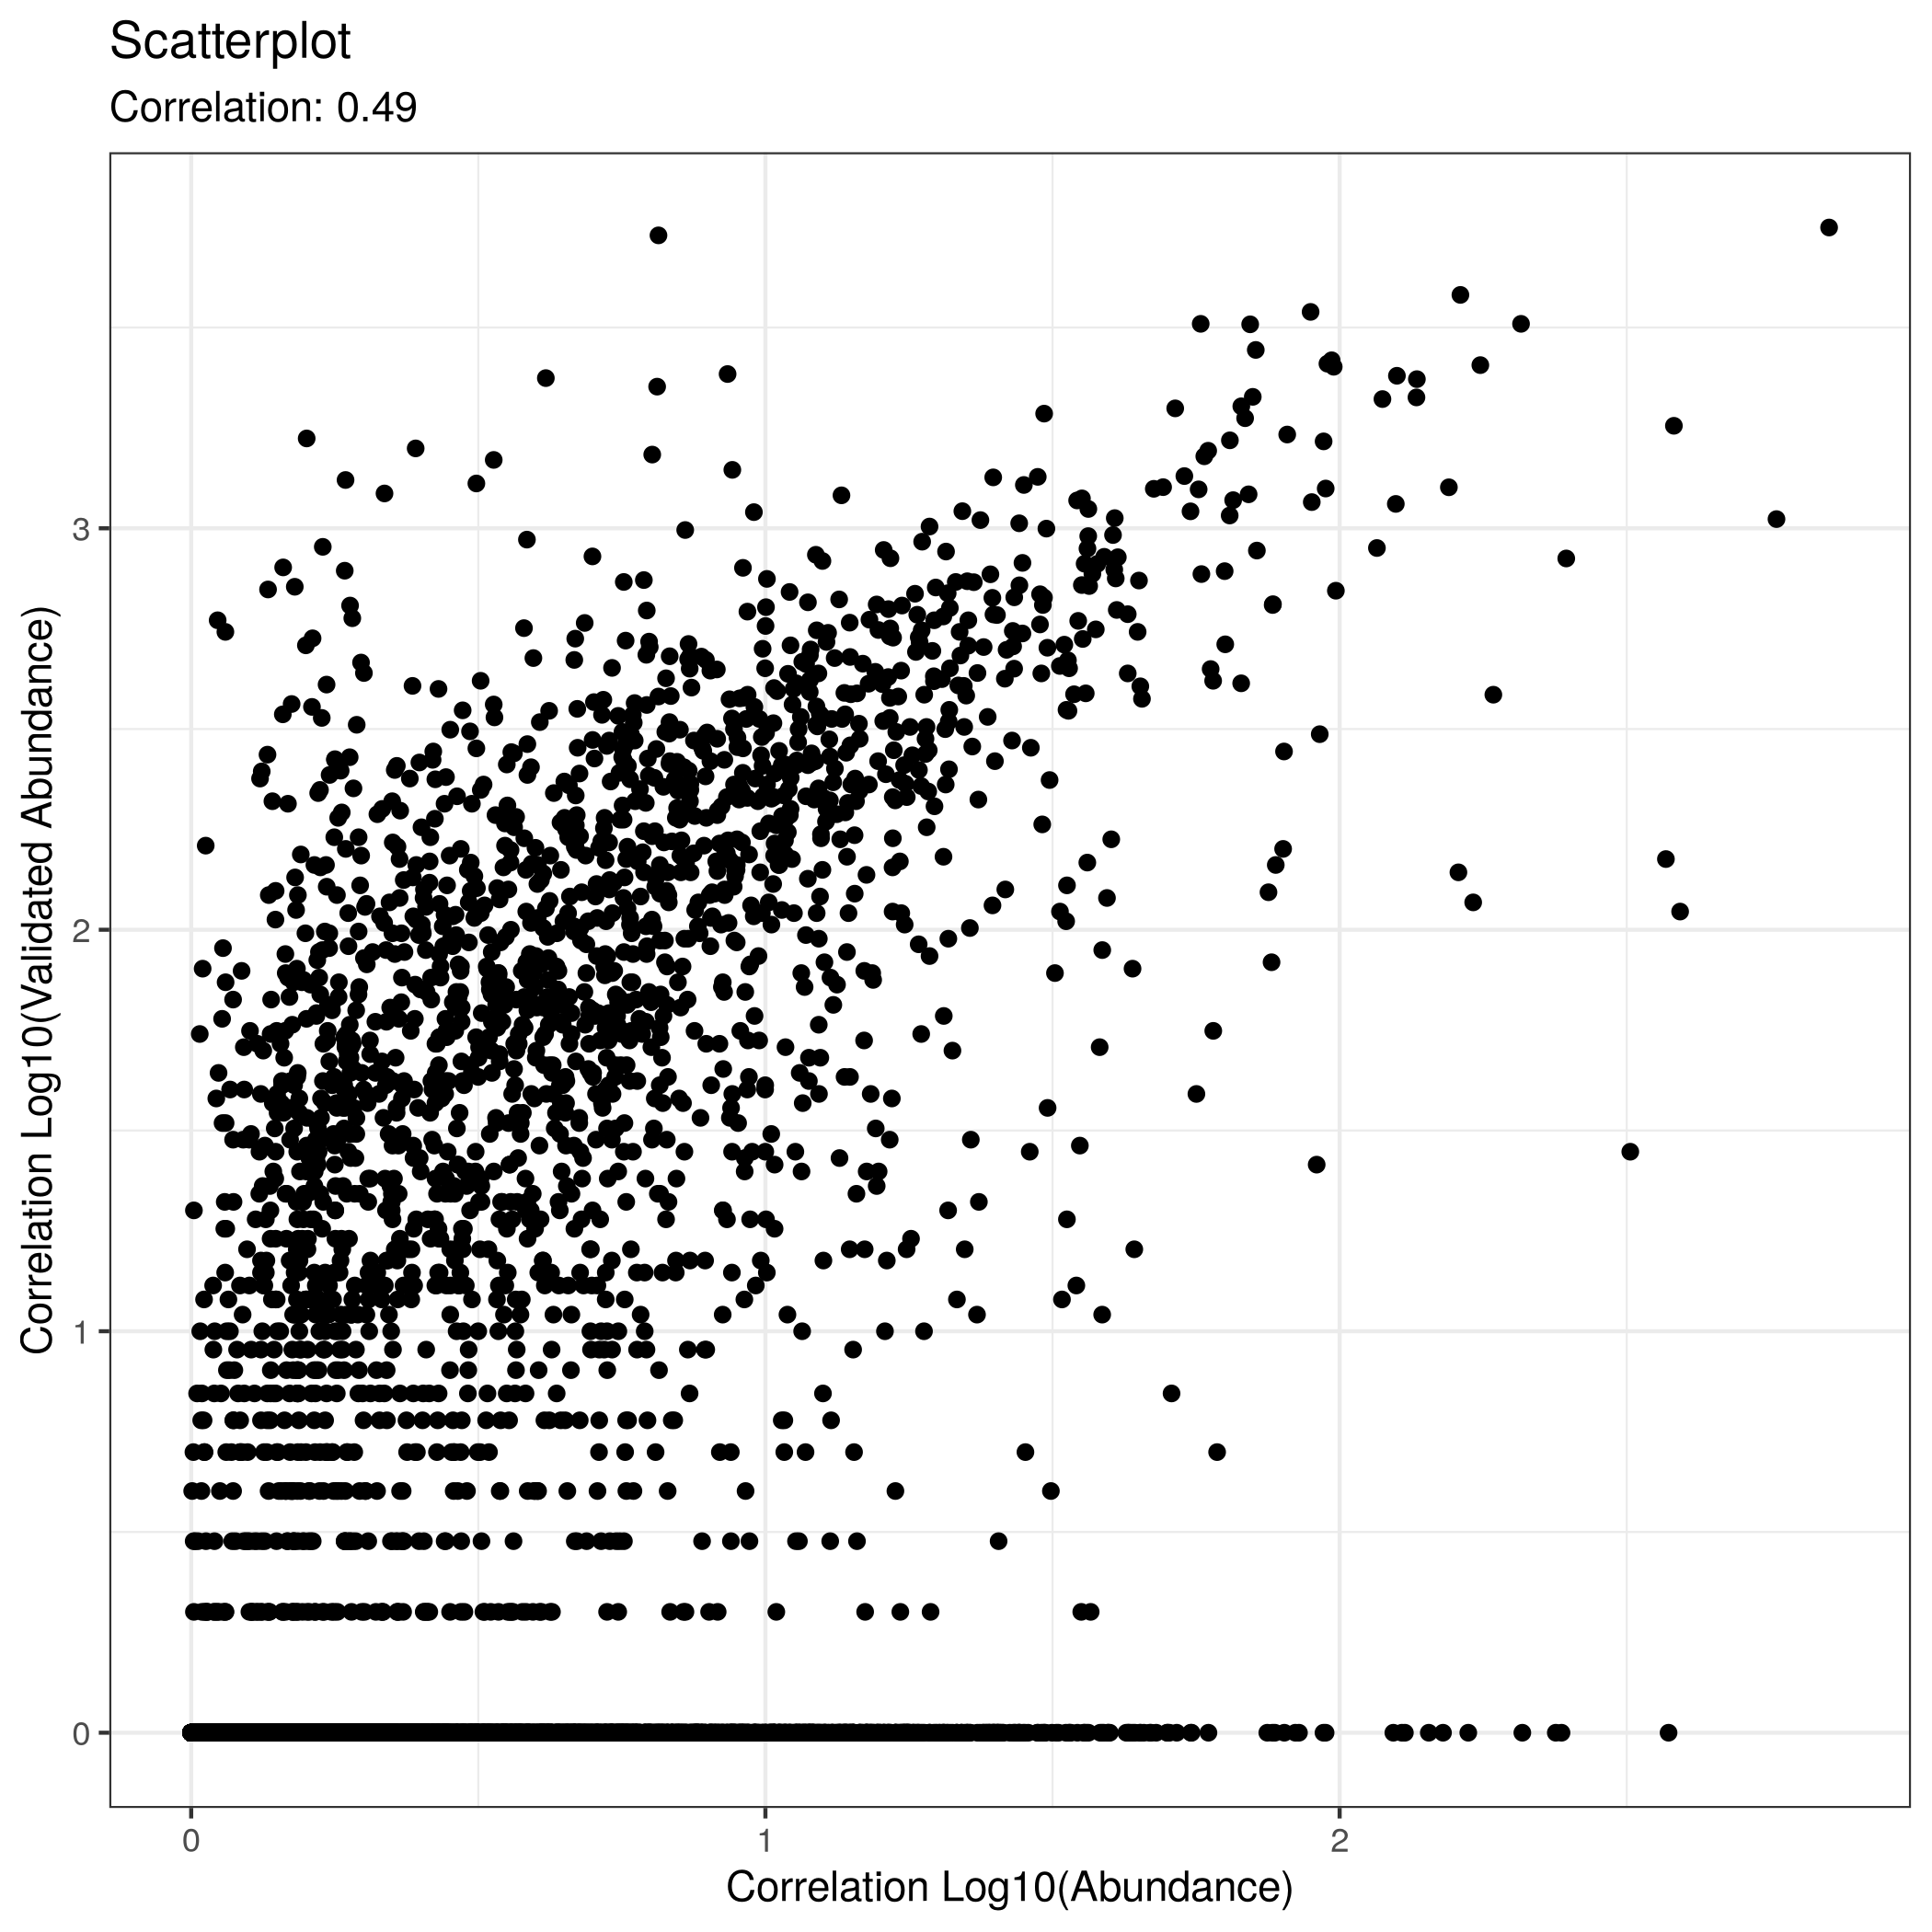 Scatterplot
Correlation: 0.49
Correlation Log10(Validated Abundance)
3
2
1
0
0
1
2
Correlation Log10(Abundance)